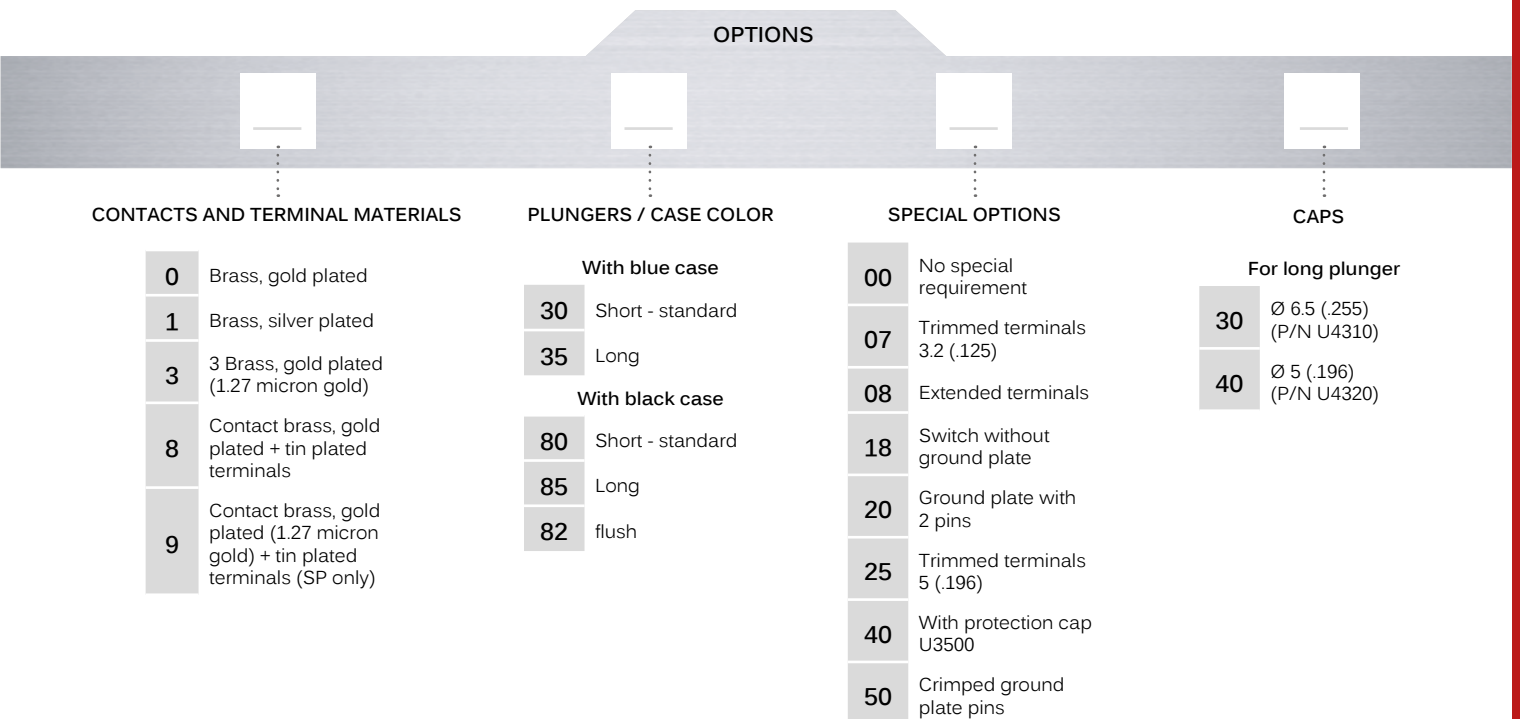 OPTIONS
CONTACTS AND TERMINAL MATERIALS
0 Brass, gold plated
1 Brass, silver plated
3 3 Brass, gold plated
(1.27 micron gold)
8 Contact brass, gold
plated + tin plated
terminals
9 Contact brass, gold
plated (1.27 micron
gold) + tin plated
terminals (SP only)
PLUNGERS / CASE COLOR
With blue case
30 Short - standard
35 Long
With black case
80 Short - standard
85 Long
82 flush
SPECIAL OPTIONS
00 No special
requirement
07 Trimmed terminals
3.2 (.125)
08 Extended terminals
18 Switch without
ground plate
20 Ground plate with
2 pins
25 Trimmed terminals
5 (.196)
40 With protection cap
U3500
50 Crimped ground
plate pins
CAPS
For long plunger
30 Ø 6.5 (.255)
(P/N U4310)
40 Ø 5 (.196)
(P/N U4320)